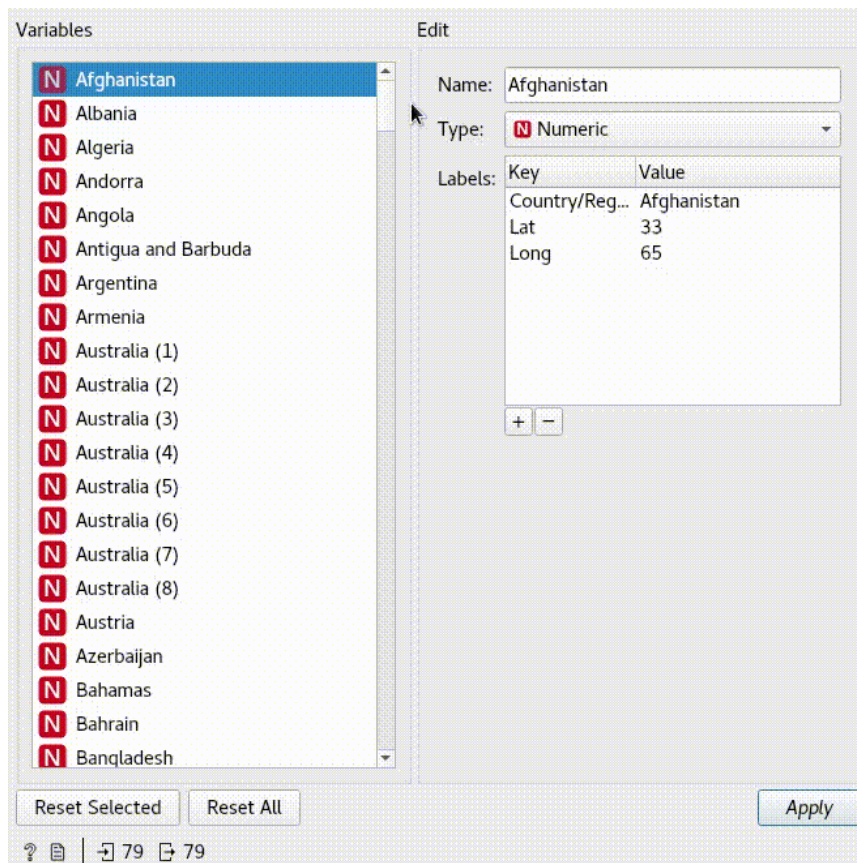 Variables
Edit
N Afghanistan
N Albania
N Algeria
N Andorra
N Angola
N Antigua and Barbuda
N Argentina
N Armenia
N Australia (1)
N Australia (2)
N Australia (3)
N Australia (4)
N Australia (5)
N Australia (6)
N Australia (7)
N Australia (8)
N Austria
N Azerbaijan
N Bahamas
N Bahrain
N Bangladesh
Name: Afghanistan
Type: N Numeric
Labels: Key Value
Country/Reg... Afghanistan
Lat 33
Long 65
+ −
Reset Selected Reset All Apply
? 79 79